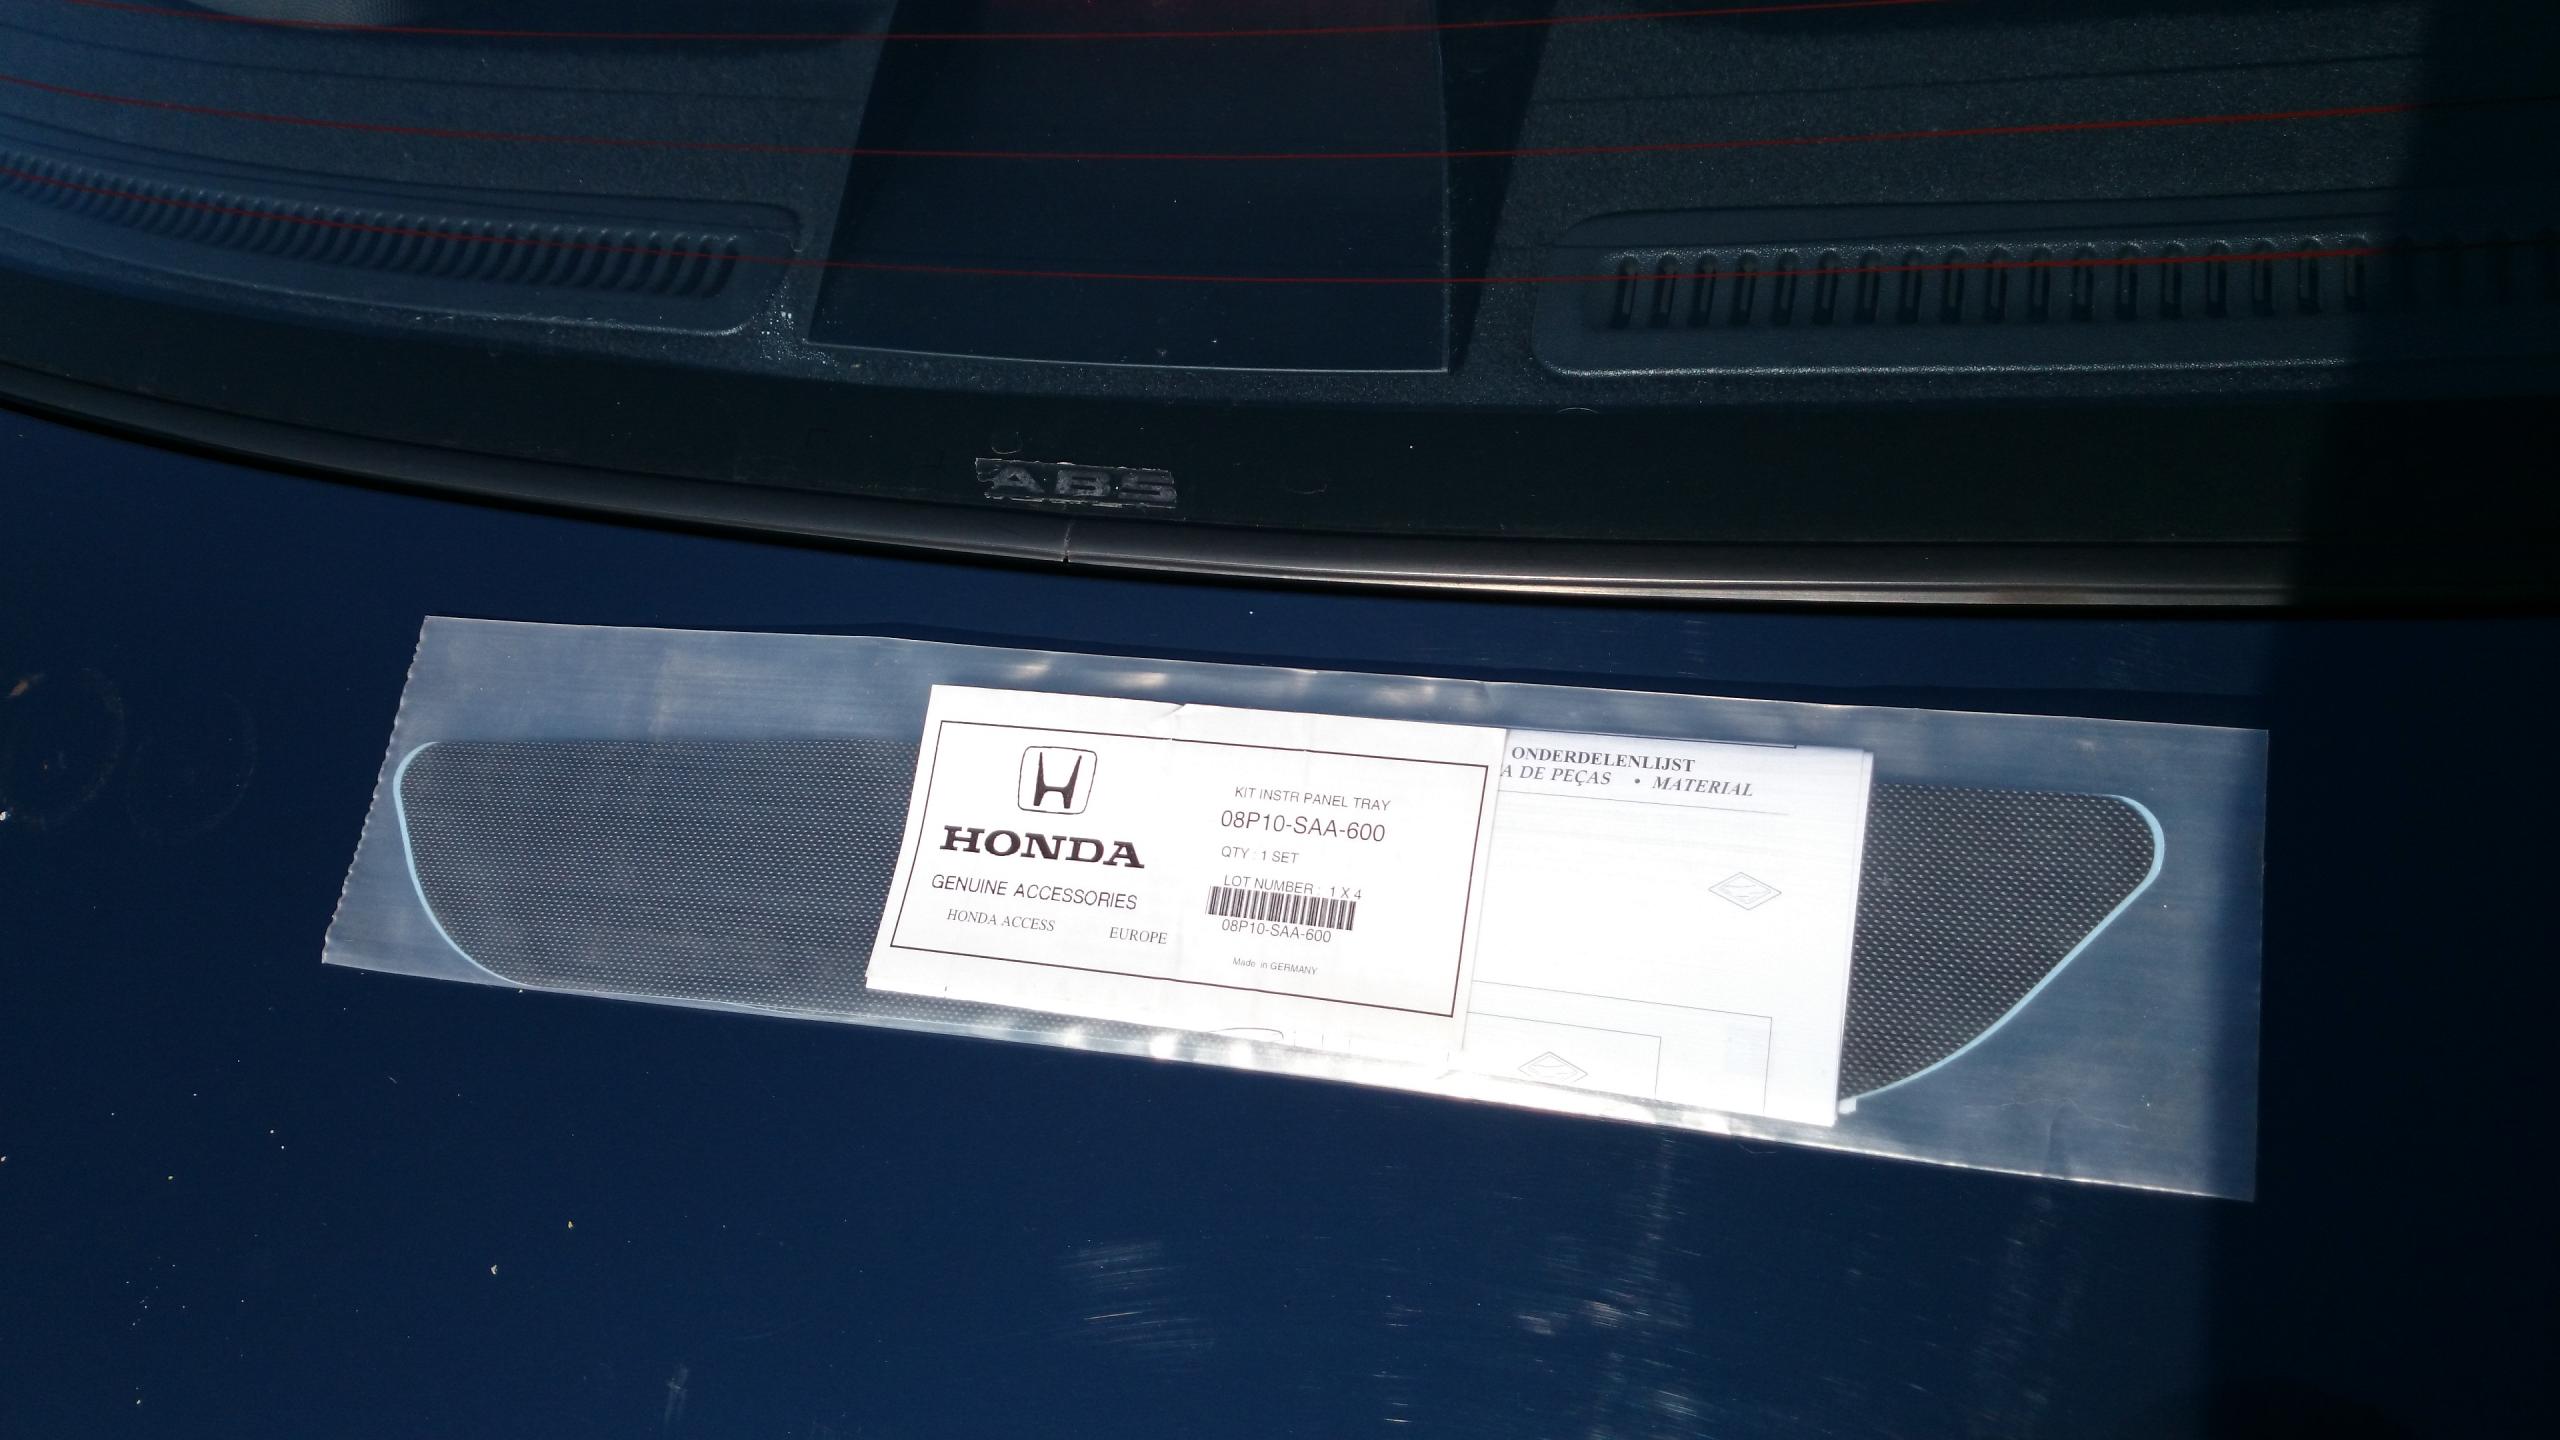 ABS
HONDA
GENUINE ACCESSORIES
HONDA ACCESS EUROPE
KIT INSTR PANEL TRAY
08P10-SAA-600
QTY : 1 SET
LOT NUMBER : 1 X 4
08P10-SAA-600
Made in GERMANY
ONDERDELENLIJST
A DE PEÇAS • MATERIAL